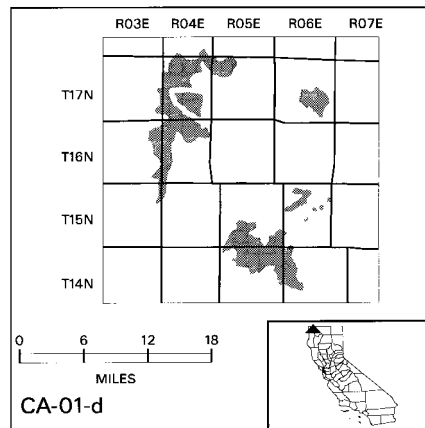 R03E R04E R05E R06E R07E
T17N
T16N
T15N
T14N
0 6 12 18
MILES
CA-01-d